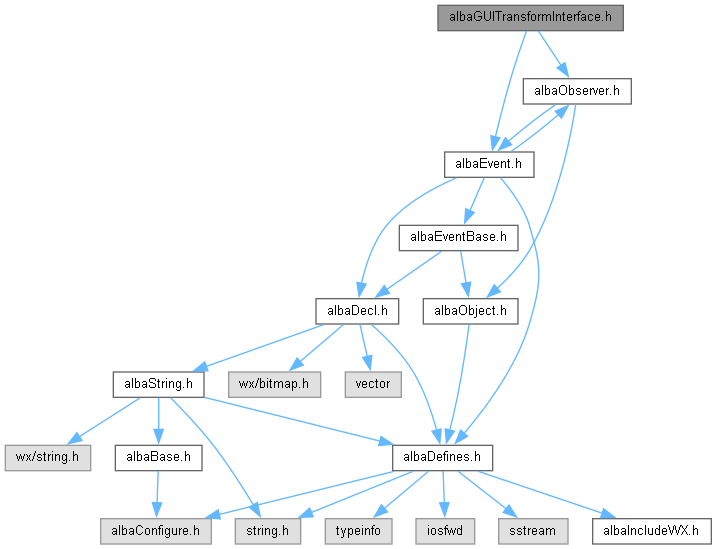 albaGUITransformInterface.h
albaObserver.h
albaEvent.h
albaEventBase.h
albaDecl.h
albaObject.h
albaString.h
wx/bitmap.h
vector
wx/string.h
albaBase.h
albaDefines.h
albaConfigure.h
string.h
typeinfo
iosfwd
sstream
albaIncludeWX.h